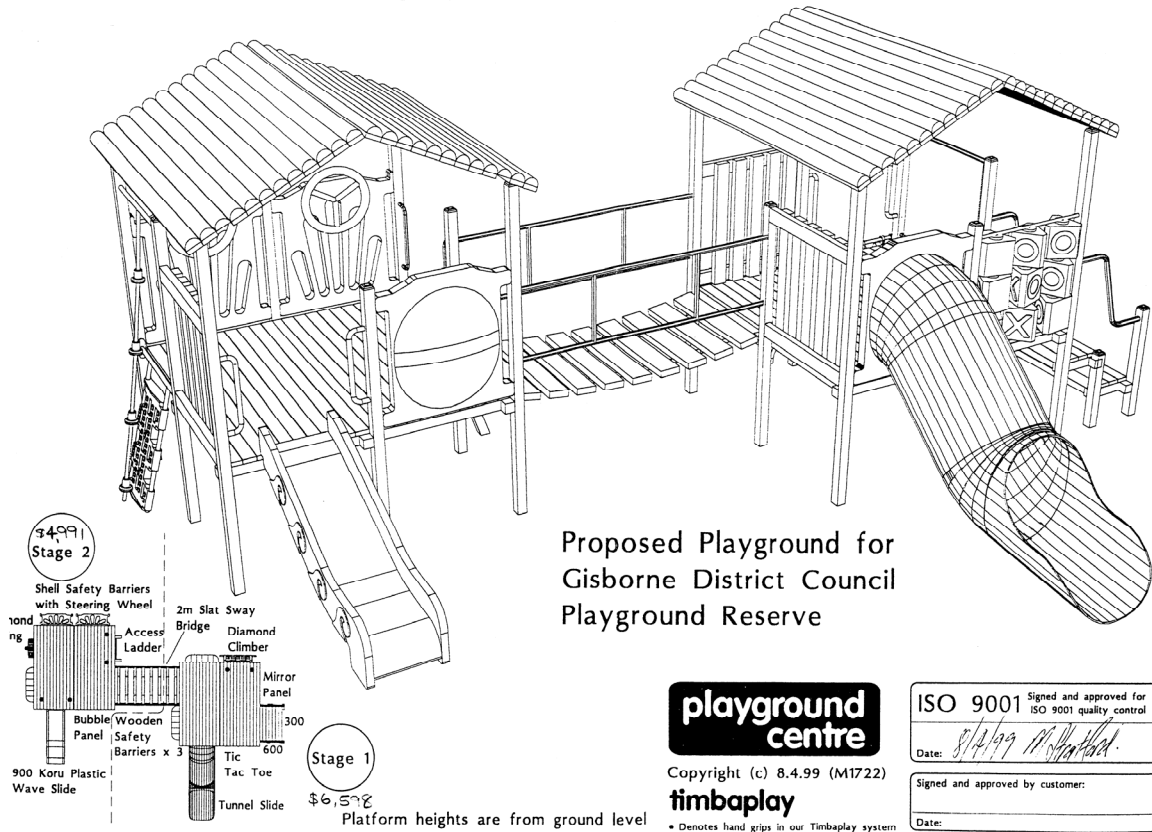 Proposed Playground for
Gisborne District Council
Playground Reserve
$4,991
Stage 2
Shell Safety Barriers
with Steering Wheel
2m Slat Sway
Bridge
Access
Ladder
Diamond
Climber
Mirror
Panel
300
600
Bubble
Panel
Wooden
Safety
Barriers x 3
Tic
Tac Toe
Tunnel Slide
900 Koru Plastic
Wave Slide
Stage 1
$6,598
Platform heights are from ground level
playground
centre
Copyright (c) 8.4.99 (M1722)
timbaplay
• Denotes hand grips in our Timbaplay system
ISO 9001 Signed and approved for
ISO 9001 quality control
Date: 8/4/99
Signed and approved by customer:
Date: